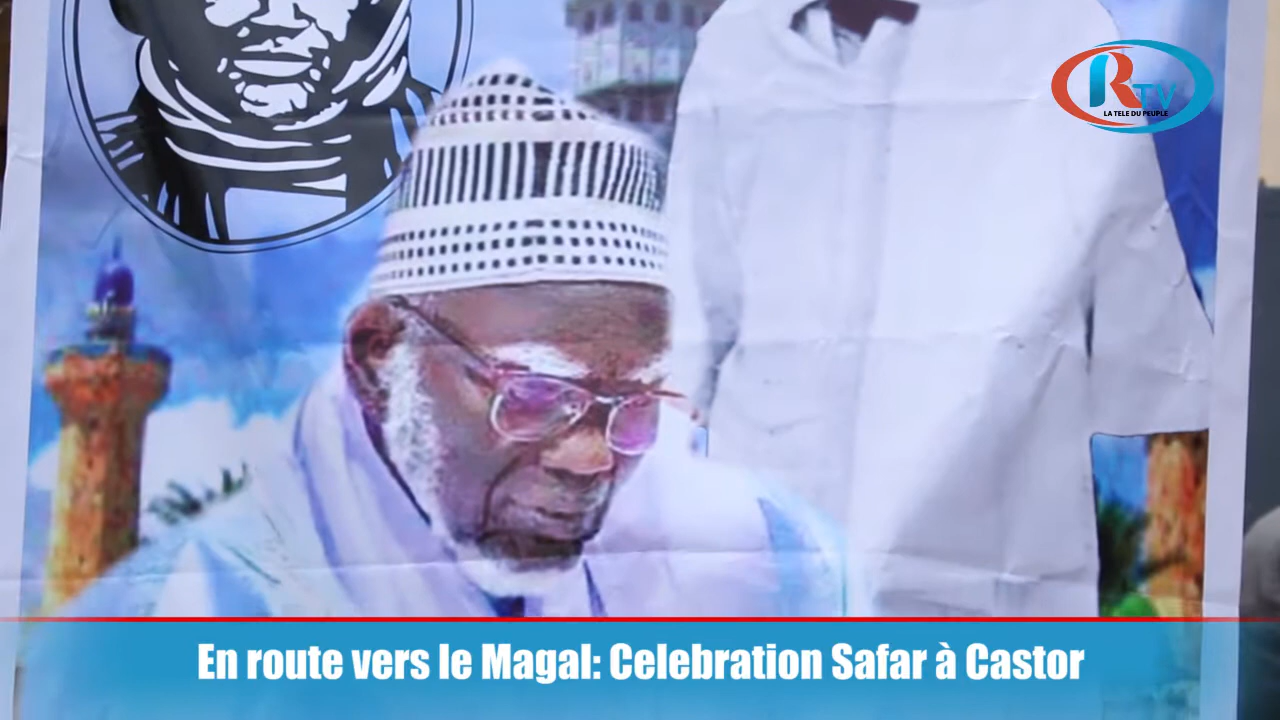 RTV
LA TELE DU PEUPLE
En route vers le Magal: Celebration Safar à Castor